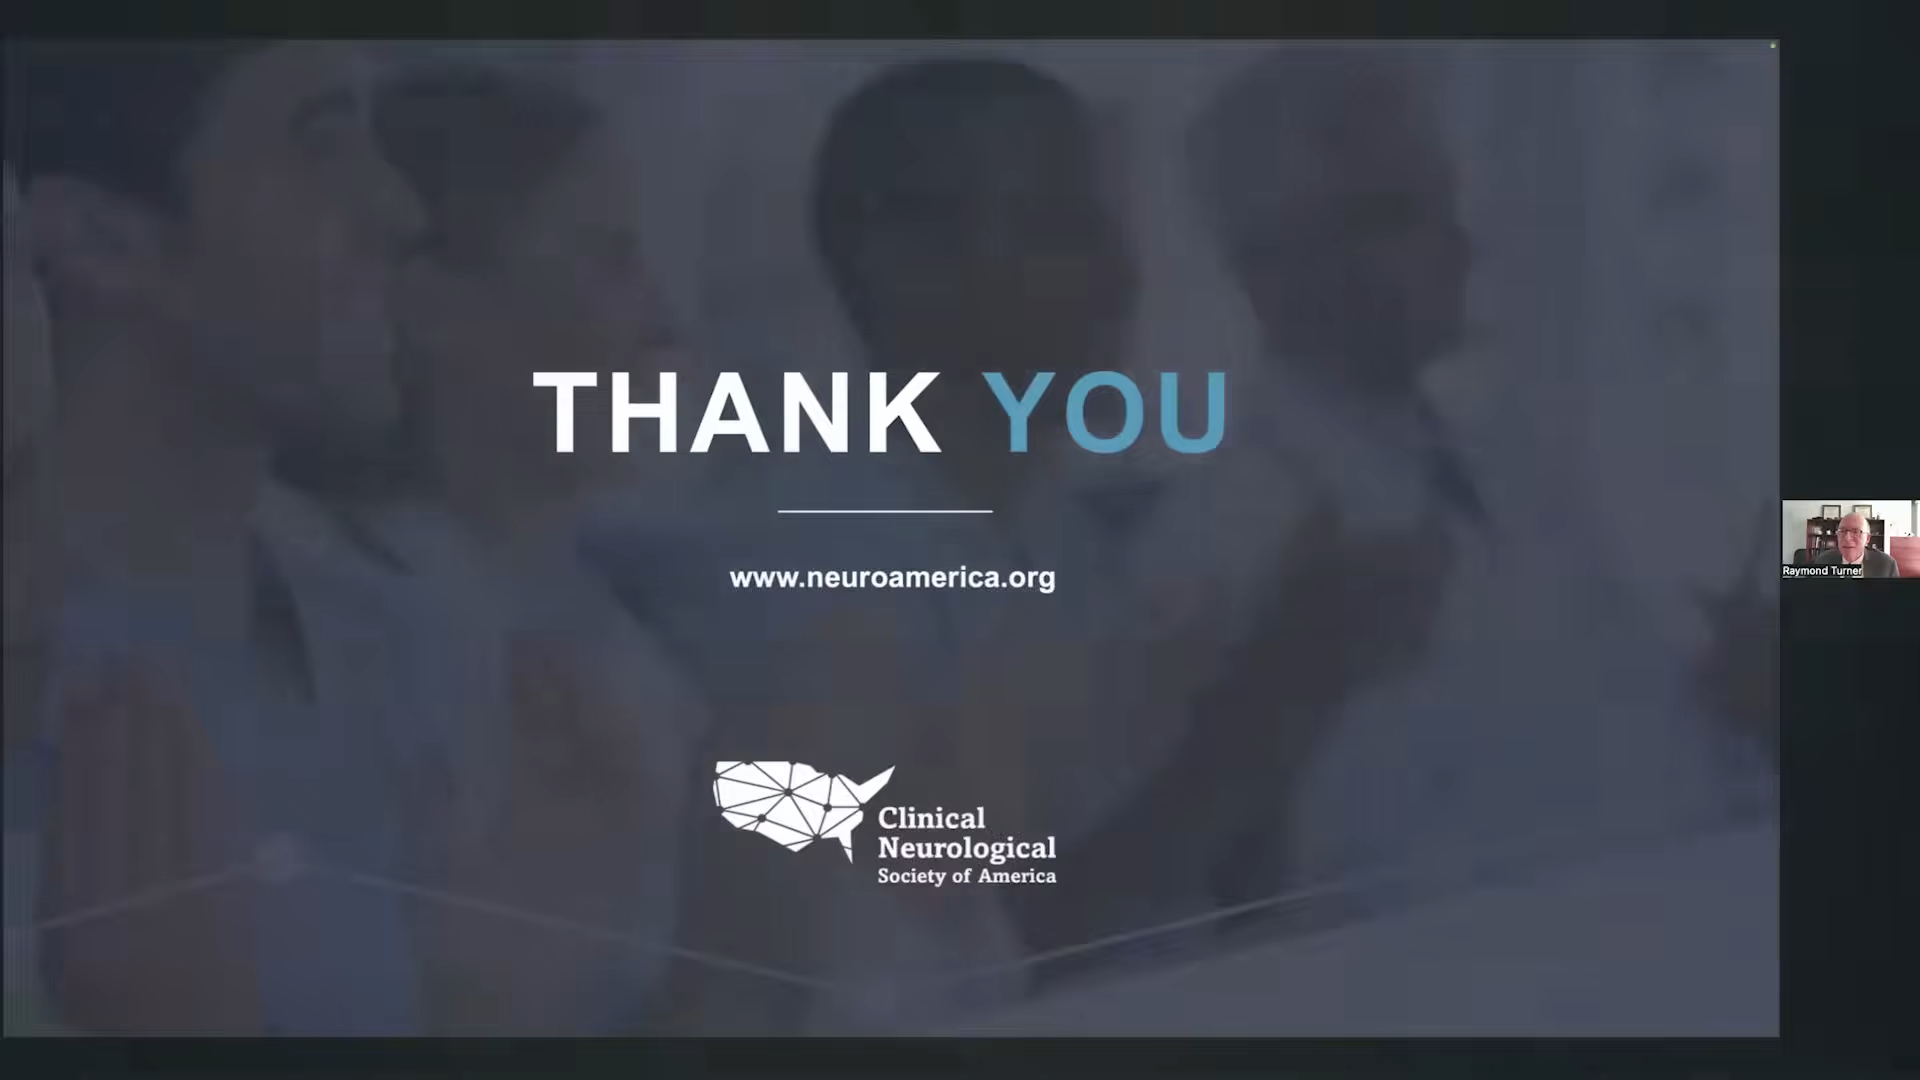 THANK YOU
www.neuroamerica.org
Clinical
Neurological
Society of America
Raymond Turner